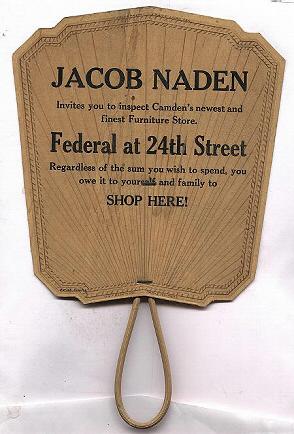 JACOB NADEN
Invites you to inspect Camden's newest and
finest Furniture Store.
Federal at 24th Street
Regardless of the sum you wish to spend, you
owe it to yourself and family to
SHOP HERE!